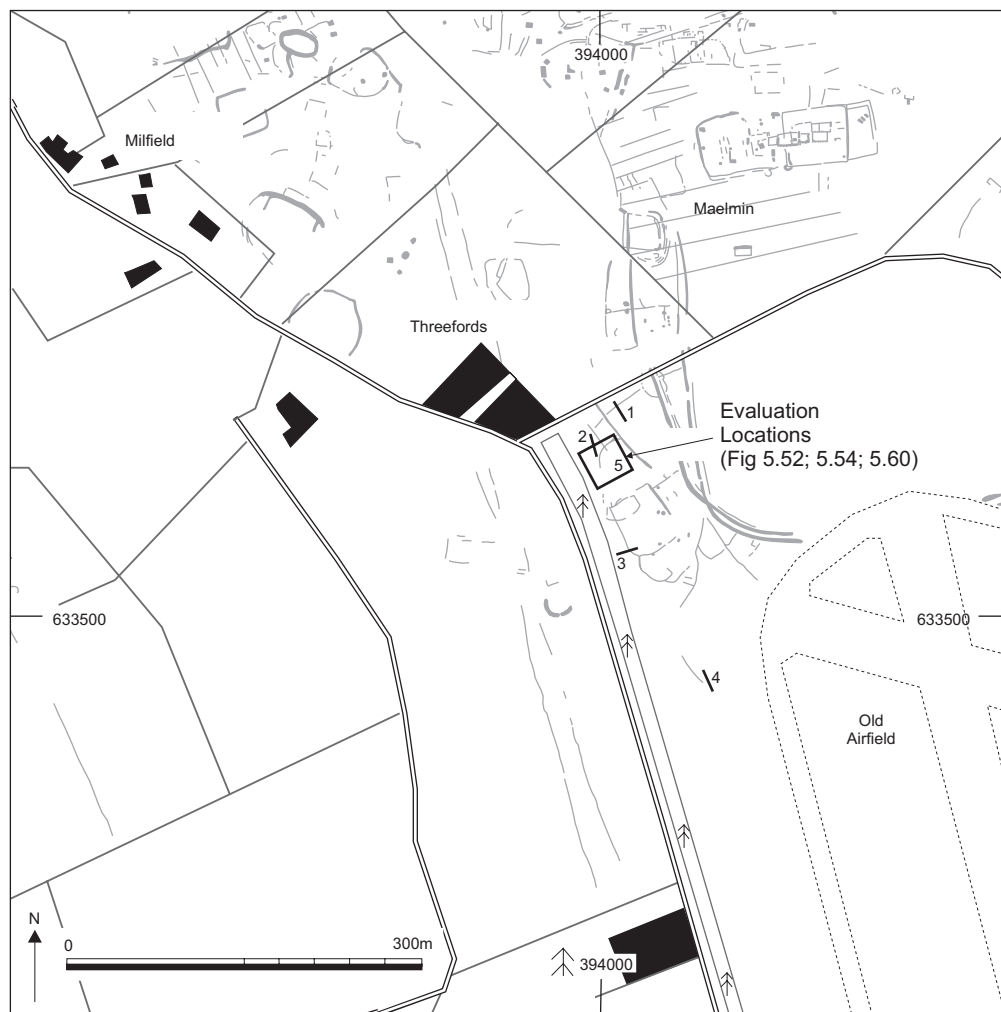 394000
Milfield
Maelmin
Threefords
1
Evaluation
Locations
(Fig 5.52; 5.54; 5.60)
2
5
3
633500
633500
4
Old
Airfield
N
0
300m
394000